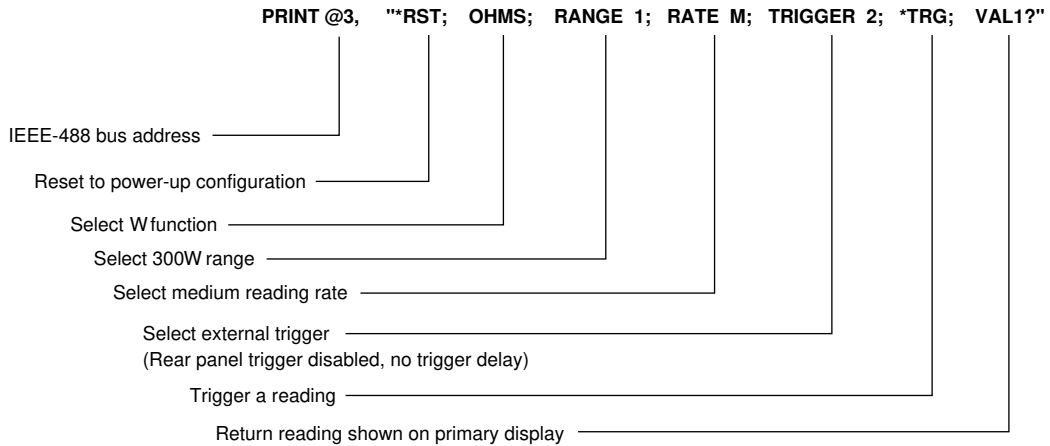 PRINT @3, "*RST; OHMS; RANGE 1; RATE M; TRIGGER 2; *TRG; VAL1?"
IEEE-488 bus address
Reset to power-up configuration
Select W function
Select 300W range
Select medium reading rate
Select external trigger
(Rear panel trigger disabled, no trigger delay)
Trigger a reading
Return reading shown on primary display